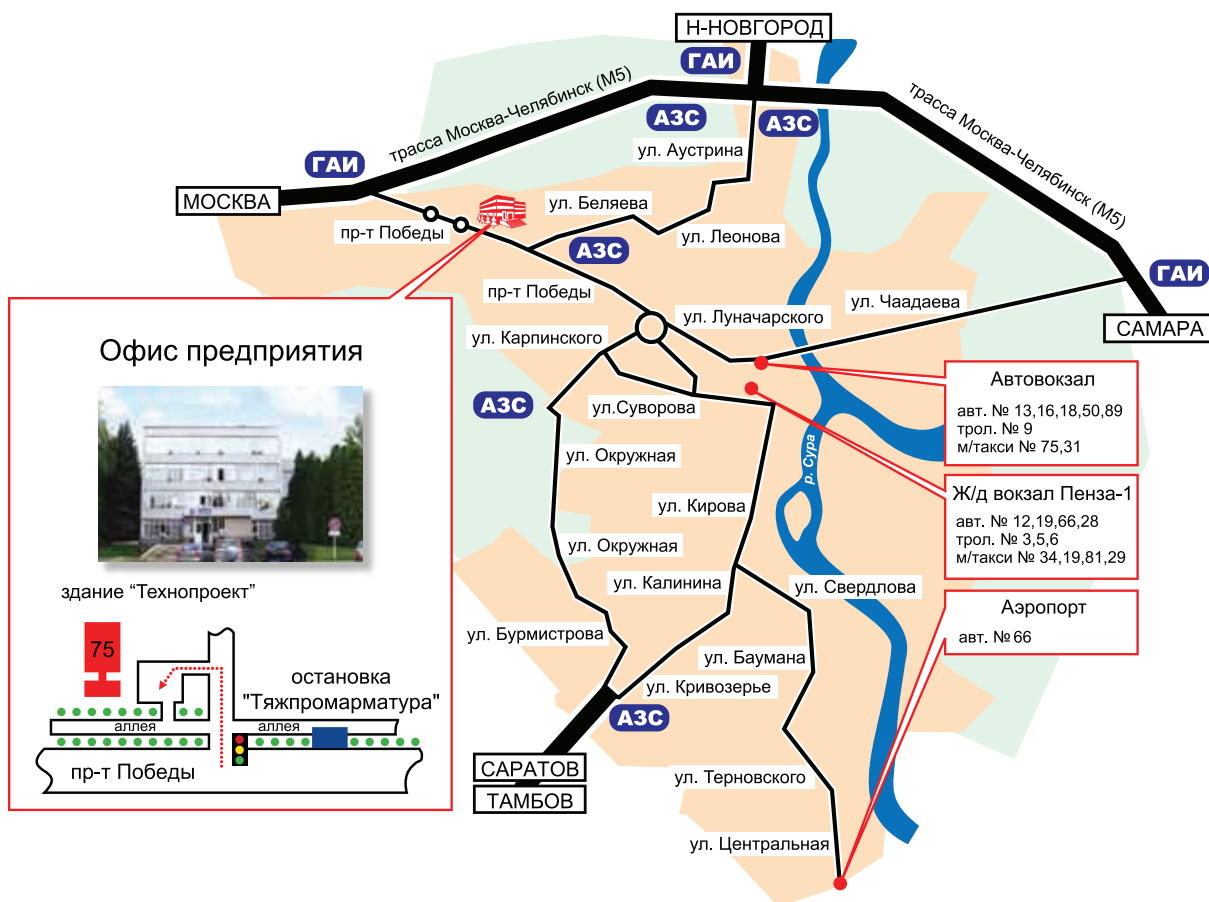 Н-НОВГОРОД
ГАИ
трасса Москва-Челябинск (М5)
трасса Москва-Челябинск (М5)
АЗС
АЗС
ул. Аустрина
ГАИ
МОСКВА
ул. Беляева
пр-т Победы
ул. Леонова
АЗС
ГАИ
пр-т Победы
ул. Чаадаева
ул. Луначарского
САМАРА
ул. Карпинского
Офис предприятия
Автовокзал
авт. № 13,16,18,50,89
трол. № 9
м/такси № 75,31
АЗС
ул.Суворова
р. Сура
ул. Окружная
Ж/д вокзал Пенза-1
авт. № 12,19,66,28
трол. № 3,5,6
м/такси № 34,19,81,29
ул. Кирова
ул. Окружная
ул. Калинина
ул. Свердлова
здание “Технопроект”
Аэропорт
авт. № 66
ул. Бурмистрова
75
ул. Баумана
остановка
"Тяжпромарматура"
ул. Кривозерье
АЗС
аллея
аллея
пр-т Победы
САРАТОВ
ТАМБОВ
ул. Терновского
ул. Центральная